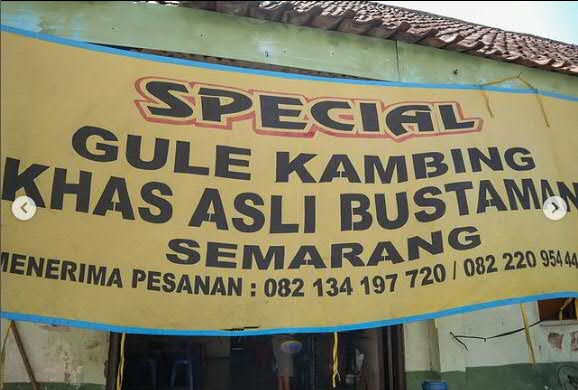 SPECIAL
GULE KAMBING
KHAS ASLI BUSTAMAN
SEMARANG
MENERIMA PESANAN : 082 134 197 720 / 082 220 954 44